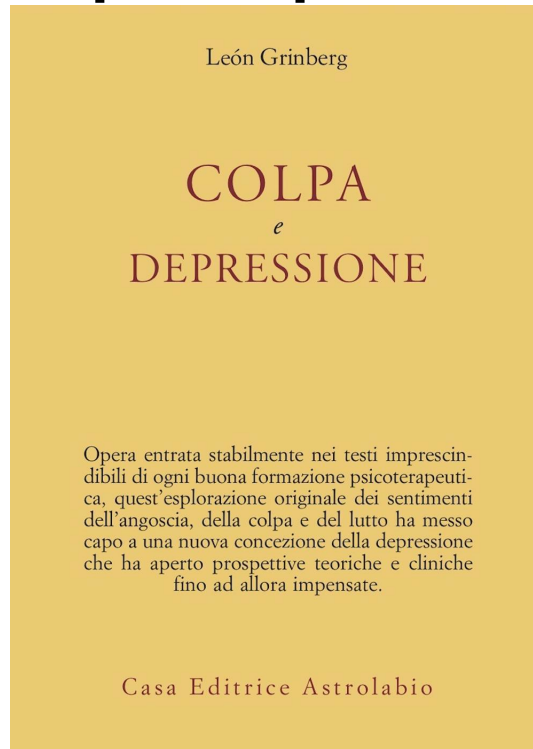 León Grinberg
COLPA
e
DEPRESSIONE
Opera entrata stabilmente nei testi imprescin-
dibili di ogni buona formazione psicoterapeuti-
ca, quest'esplorazione originale dei sentimenti
dell'angoscia, della colpa e del lutto ha messo
capo a una nuova concezione della depressione
che ha aperto prospettive teoriche e cliniche
fino ad allora impensate.
Casa Editrice Astrolabio